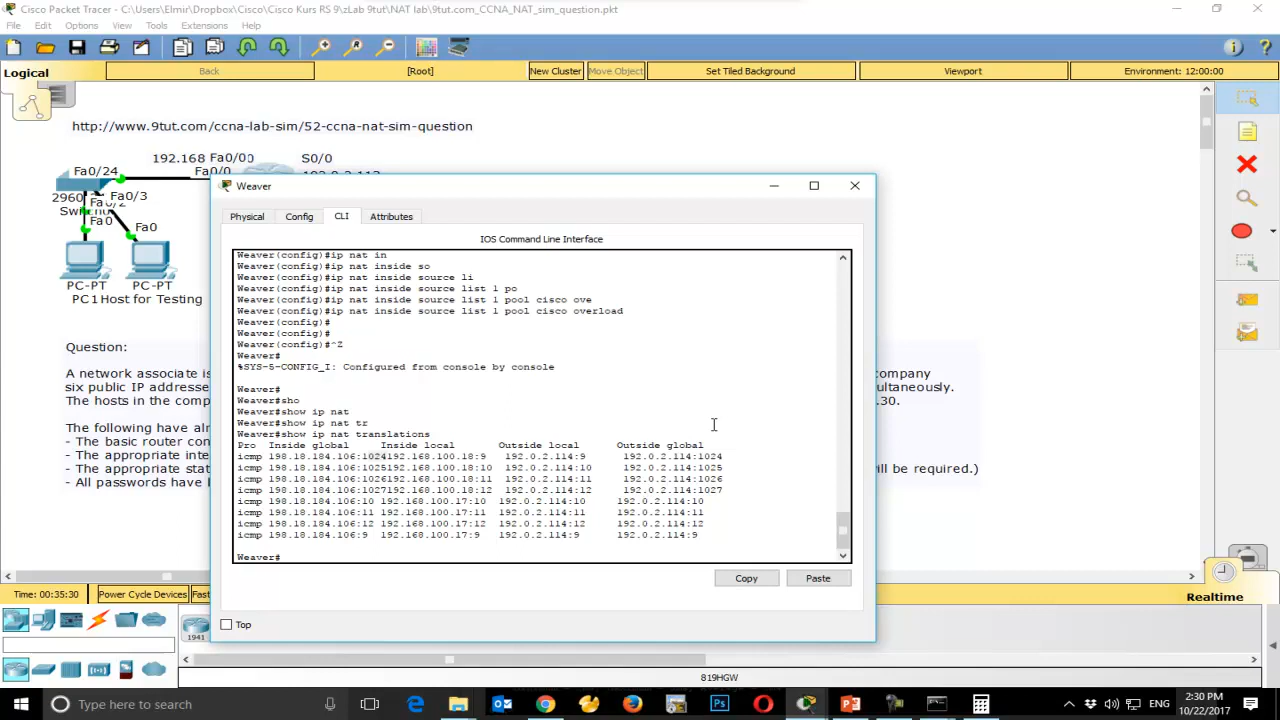 Cisco Packet Tracer - C:\Users\Elmir\Dropbox\Cisco\Cisco Kurs RS 9\zLab 9tut\NAT lab\9tut.com_CCNA_NAT_sim_question.pkt
File Edit Options View Tools Extensions Help
Logical Back [Root] New Cluster Move Object Set Tiled Background Viewport Environment: 12:00:00
http://www.9tut.com/ccna-lab-sim/52-ccna-nat-sim-question
192.168 Fa0/00 S0/0
Fa0/24 Fa0/0
2960 Fa0/3
Fa0/2
Fa0 Fa0
PC-PT PC-PT
PC1 Host for Testing
Weaver
Physical Config CLI Attributes
IOS Command Line Interface
Weaver(config)#ip nat in
Weaver(config)#ip nat inside so
Weaver(config)#ip nat inside source li
Weaver(config)#ip nat inside source list 1 po
Weaver(config)#ip nat inside source list 1 pool cisco ove
Weaver(config)#ip nat inside source list 1 pool cisco overload
Weaver(config)#
Weaver(config)#
Weaver(config)#^Z
Weaver#
%SYS-5-CONFIG_I: Configured from console by console
Weaver#
Weaver#sho
Weaver#show ip nat
Weaver#show ip nat tr
Weaver#show ip nat translations
Pro Inside global Inside local Outside local Outside global
icmp 198.18.184.106:1024192.168.100.18:9 192.0.2.114:9 192.0.2.114:1024
icmp 198.18.184.106:1025192.168.100.18:10 192.0.2.114:10 192.0.2.114:1025
icmp 198.18.184.106:1026192.168.100.18:11 192.0.2.114:11 192.0.2.114:1026
icmp 198.18.184.106:1027192.168.100.18:12 192.0.2.114:12 192.0.2.114:1027
icmp 198.18.184.106:10 192.168.100.17:10 192.0.2.114:10 192.0.2.114:10
icmp 198.18.184.106:11 192.168.100.17:11 192.0.2.114:11 192.0.2.114:11
icmp 198.18.184.106:12 192.168.100.17:12 192.0.2.114:12 192.0.2.114:12
icmp 198.18.184.106:9 192.168.100.17:9 192.0.2.114:9 192.0.2.114:9
Weaver#
Copy Paste
Top
Question:
A network associate is company
six public IP addresse ultaneously.
The hosts in the comp .30.
The following have alr
- The basic router con
- The appropriate inte
- The appropriate stat ill be required.)
- All passwords have
Time: 00:35:30 Power Cycle Devices Fast Realtime
1941
819HGW
Type here to search ENG 2:30 PM
10/22/2017